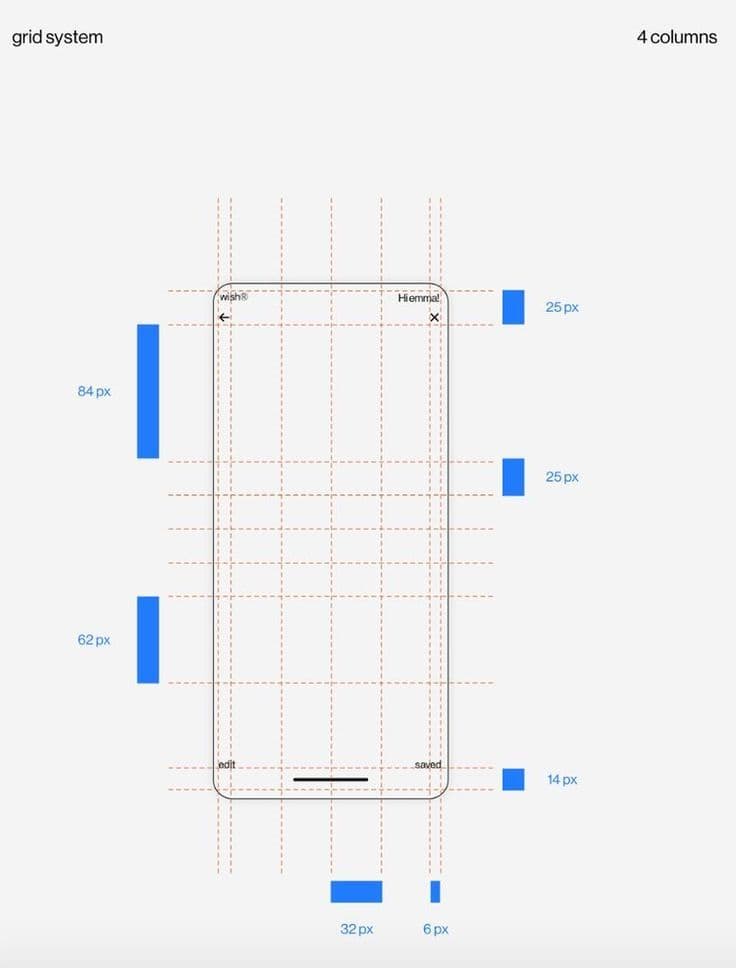 grid system
4 columns
wish®
Hi emma!
←
×
25 px
84 px
25 px
62 px
edit
saved
14 px
32 px
6 px